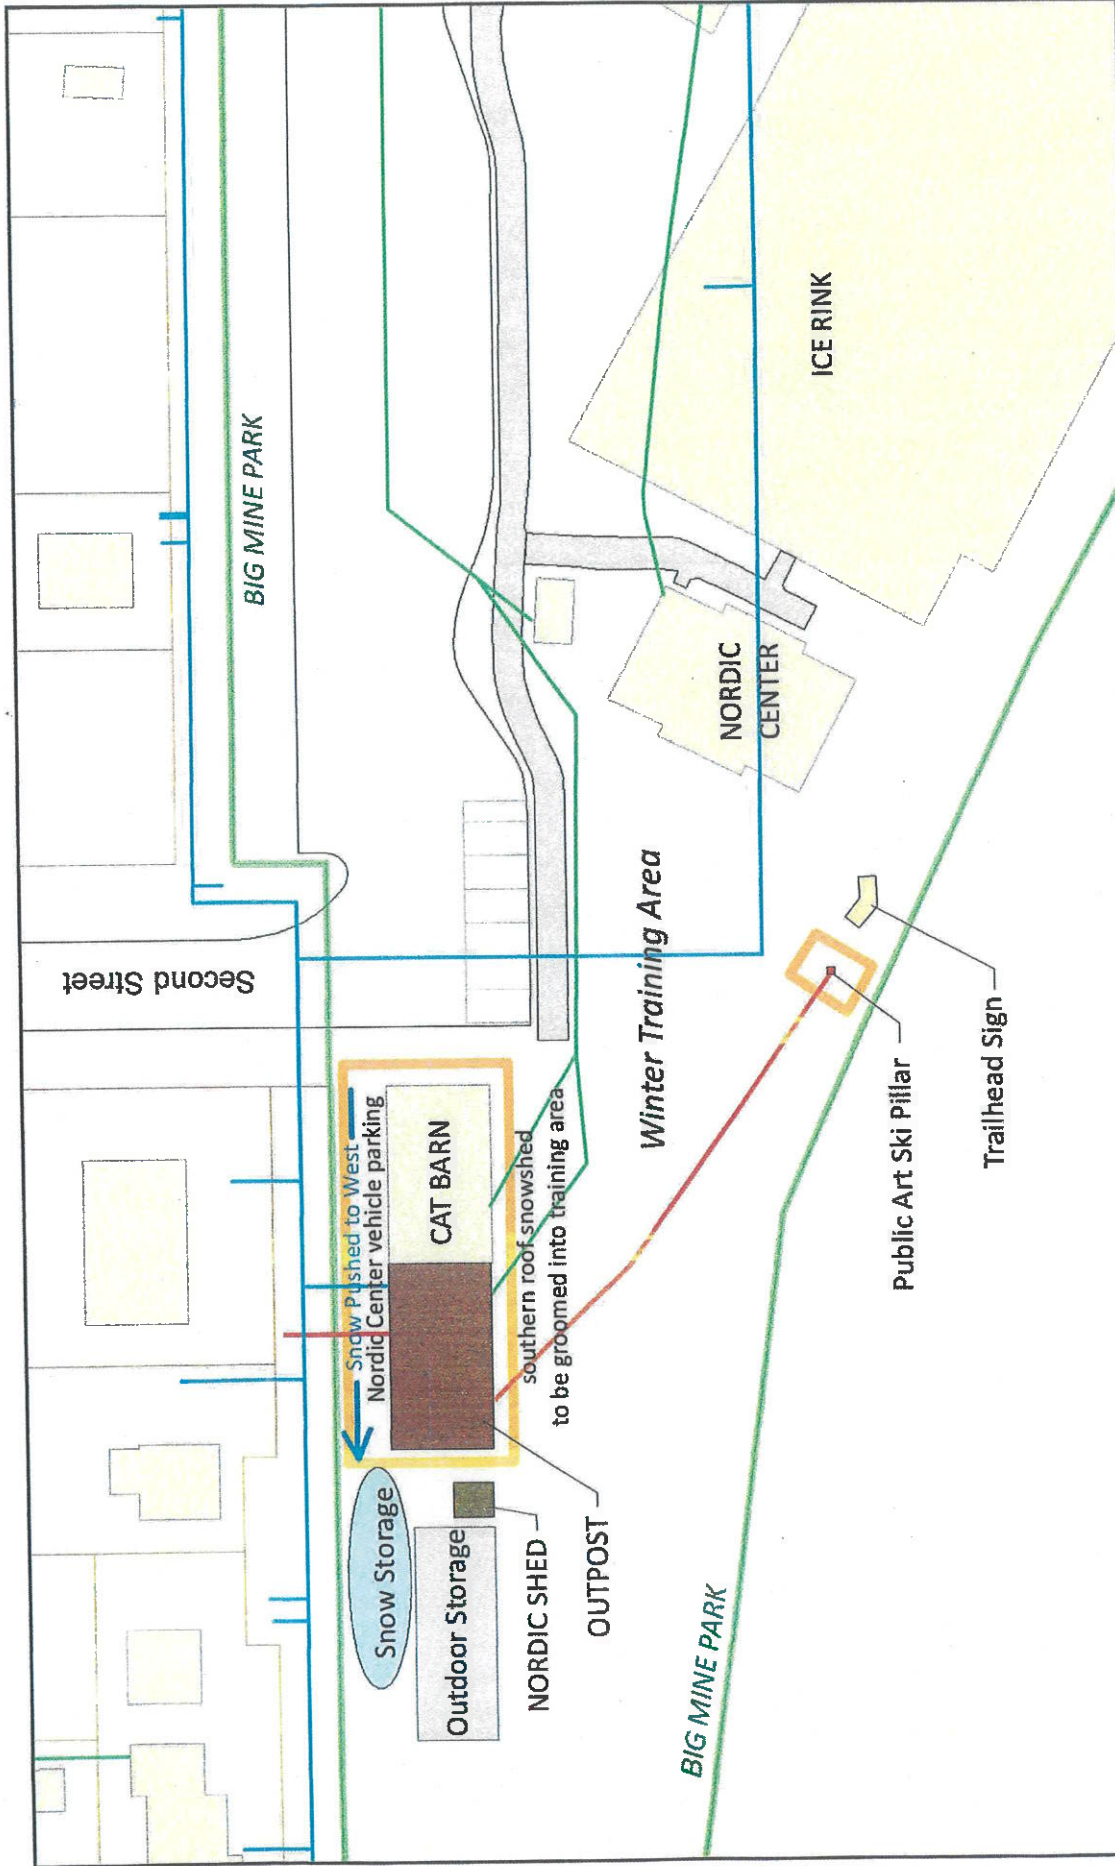 Second Street
BIG MINE PARK
Snow Pushed to West
Nordic Center vehicle parking
Snow Storage
CAT BARN
Outdoor Storage
southern roof snowshed
to be groomed into training area
NORDIC SHED
OUTPOST
Winter Training Area
NORDIC
CENTER
ICE RINK
BIG MINE PARK
Public Art Ski Pillar
Trailhead Sign